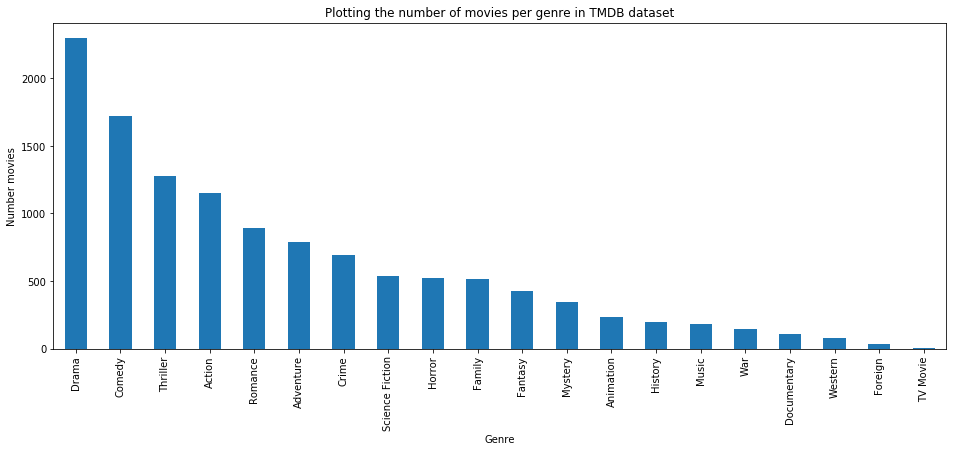 Plotting the number of movies per genre in TMDB dataset
2000
1500
1000
500
0
Number movies
Drama
Comedy
Thriller
Action
Romance
Adventure
Crime
Science Fiction
Horror
Family
Fantasy
Mystery
Animation
History
Music
War
Documentary
Western
Foreign
TV Movie
Genre